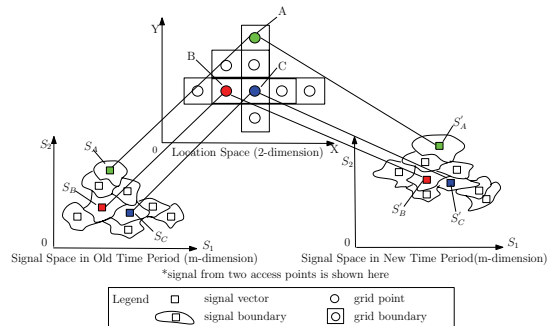 A
Y
B
C
0
Location Space (2-dimension)
X
S2
SA
SB
SC
0
S1
S2
S'A
S'B
S'C
0
S1
Signal Space in Old Time Period (m-dimension)
Signal Space in New Time Period(m-dimension)
*signal from two access points is shown here
Legend
signal vector
grid point
signal boundary
grid boundary